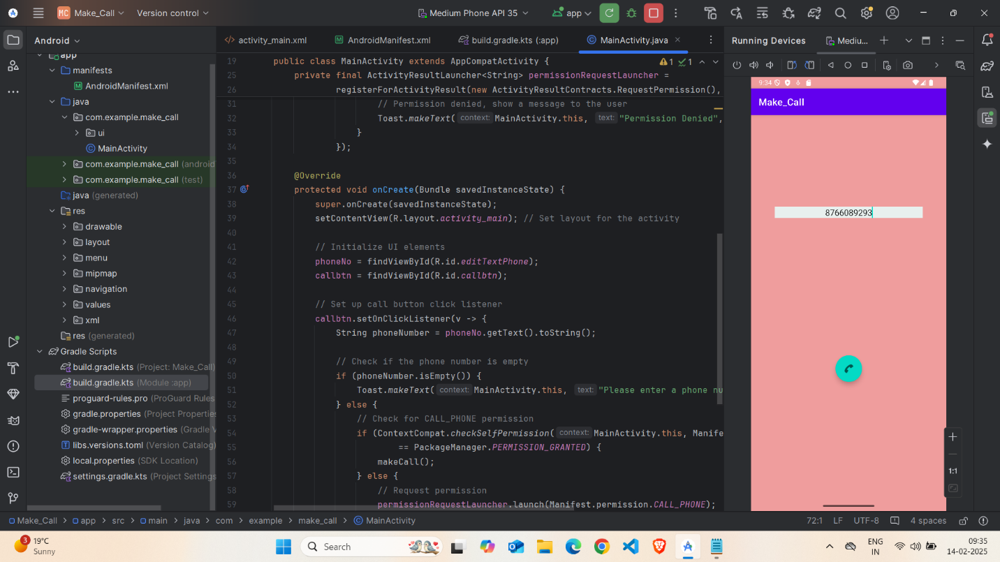 MC Make_Call Version control Medium Phone API 35 app
Android activity_main.xml AndroidManifest.xml build.gradle.kts (:app) MainActivity.java Running Devices Mediu...
app
manifests
AndroidManifest.xml
java
com.example.make_call
ui
MainActivity
com.example.make_call (android
com.example.make_call (test)
java (generated)
res
drawable
layout
menu
mipmap
navigation
values
xml
res (generated)
Gradle Scripts
build.gradle.kts (Project: Make_Call)
build.gradle.kts (Module :app)
proguard-rules.pro (ProGuard Rules
gradle.properties (Project Properties
gradle-wrapper.properties (Gradle V
libs.versions.toml (Version Catalog)
local.properties (SDK Location)
settings.gradle.kts (Project Settings
1 1
19 public class MainActivity extends AppCompatActivity {
25 private final ActivityResultLauncher<String> permissionRequestLauncher =
26 registerForActivityResult(new ActivityResultContracts.RequestPermission(),
31 // Permission denied, show a message to the user
32 Toast.makeText( context: MainActivity.this, text: "Permission Denied",
33 }
34 });
35
36 @Override
37 protected void onCreate(Bundle savedInstanceState) {
38 super.onCreate(savedInstanceState);
39 setContentView(R.layout.activity_main); // Set layout for the activity
40
41 // Initialize UI elements
42 phoneNo = findViewById(R.id.editTextPhone);
43 callbtn = findViewById(R.id.callbtn);
44
45 // Set up call button click listener
46 callbtn.setOnClickListener(v -> {
47 String phoneNumber = phoneNo.getText().toString();
48
49 // Check if the phone number is empty
50 if (phoneNumber.isEmpty()) {
51 Toast.makeText( context: MainActivity.this, text: "Please enter a phone nu
52 } else {
53 // Check for CALL_PHONE permission
54 if (ContextCompat.checkSelfPermission( context: MainActivity.this, Manife
55 == PackageManager.PERMISSION_GRANTED) {
56 makeCall();
57 } else {
58 // Request permission
59 permissionRequestLauncher.launch(Manifest.permission.CALL_PHONE);
9:34
Make_Call
8766089293
1:1
Make_Call > app > src > main > java > com > example > make_call > MainActivity 72:1 LF UTF-8 4 spaces
3 19°C
Sunny
Search
ENG
IN
09:35
14-02-2025